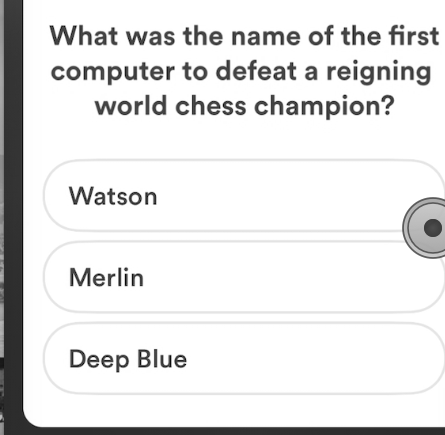 What was the name of the first
computer to defeat a reigning
world chess champion?
Watson
Merlin
Deep Blue